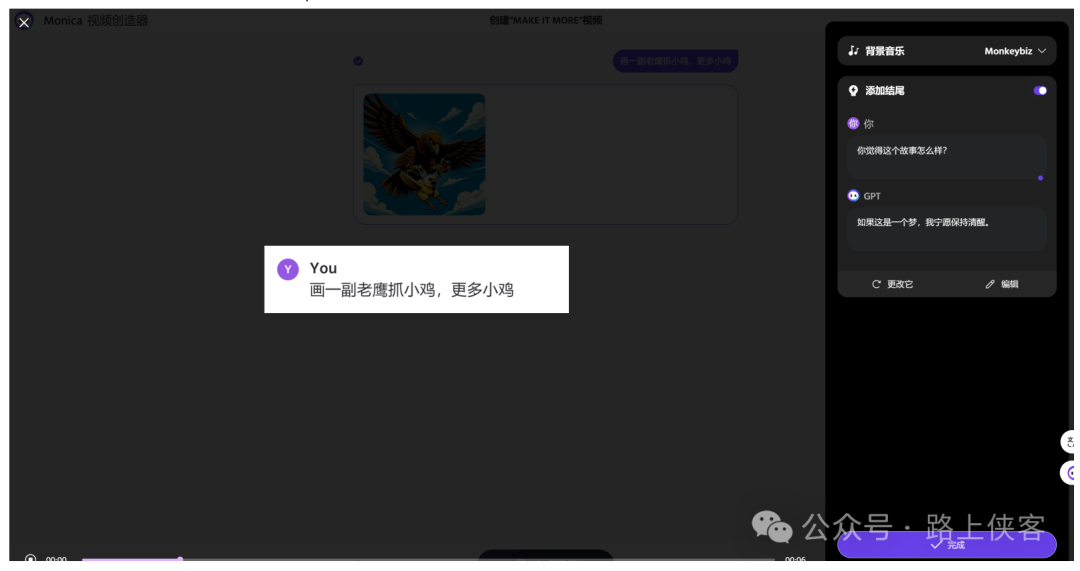 Monica 视频创造器
创建"MAKE IT MORE"视频
画一副老鹰抓小鸡，更多小鸡
背景音乐
Monkeybiz
添加结尾
你 你
你觉得这个故事怎么样？
GPT
如果这是一个梦，我宁愿保持清醒。
更改它
编辑
Y You
画一副老鹰抓小鸡，更多小鸡
公众号·路上侠客
完成
00:00
00:06